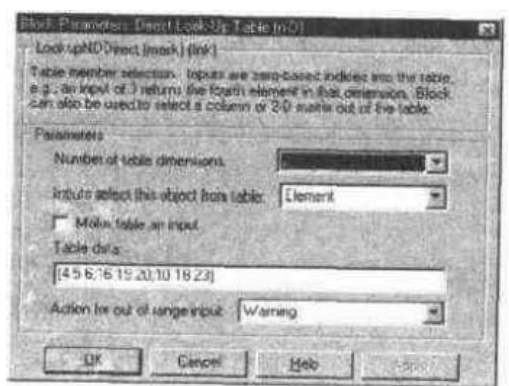 Block Parameters: Direct Look-Up Table (n-D)
LookupNDDirect (mask) (link)
Table member selection. Inputs are zero-based indices into the table,
e.g., an input of 3 returns the fourth element in that dimension. Block
can also be used to select a column or 2-D matrix out of the table.
Parameters
Number of table dimensions:
Inputs select this object from table: Element
Make table an input
Table data:
[4 5 6;16 19 20;10 18 23]
Action for out of range input: Warning
OK Cancel Help Apply